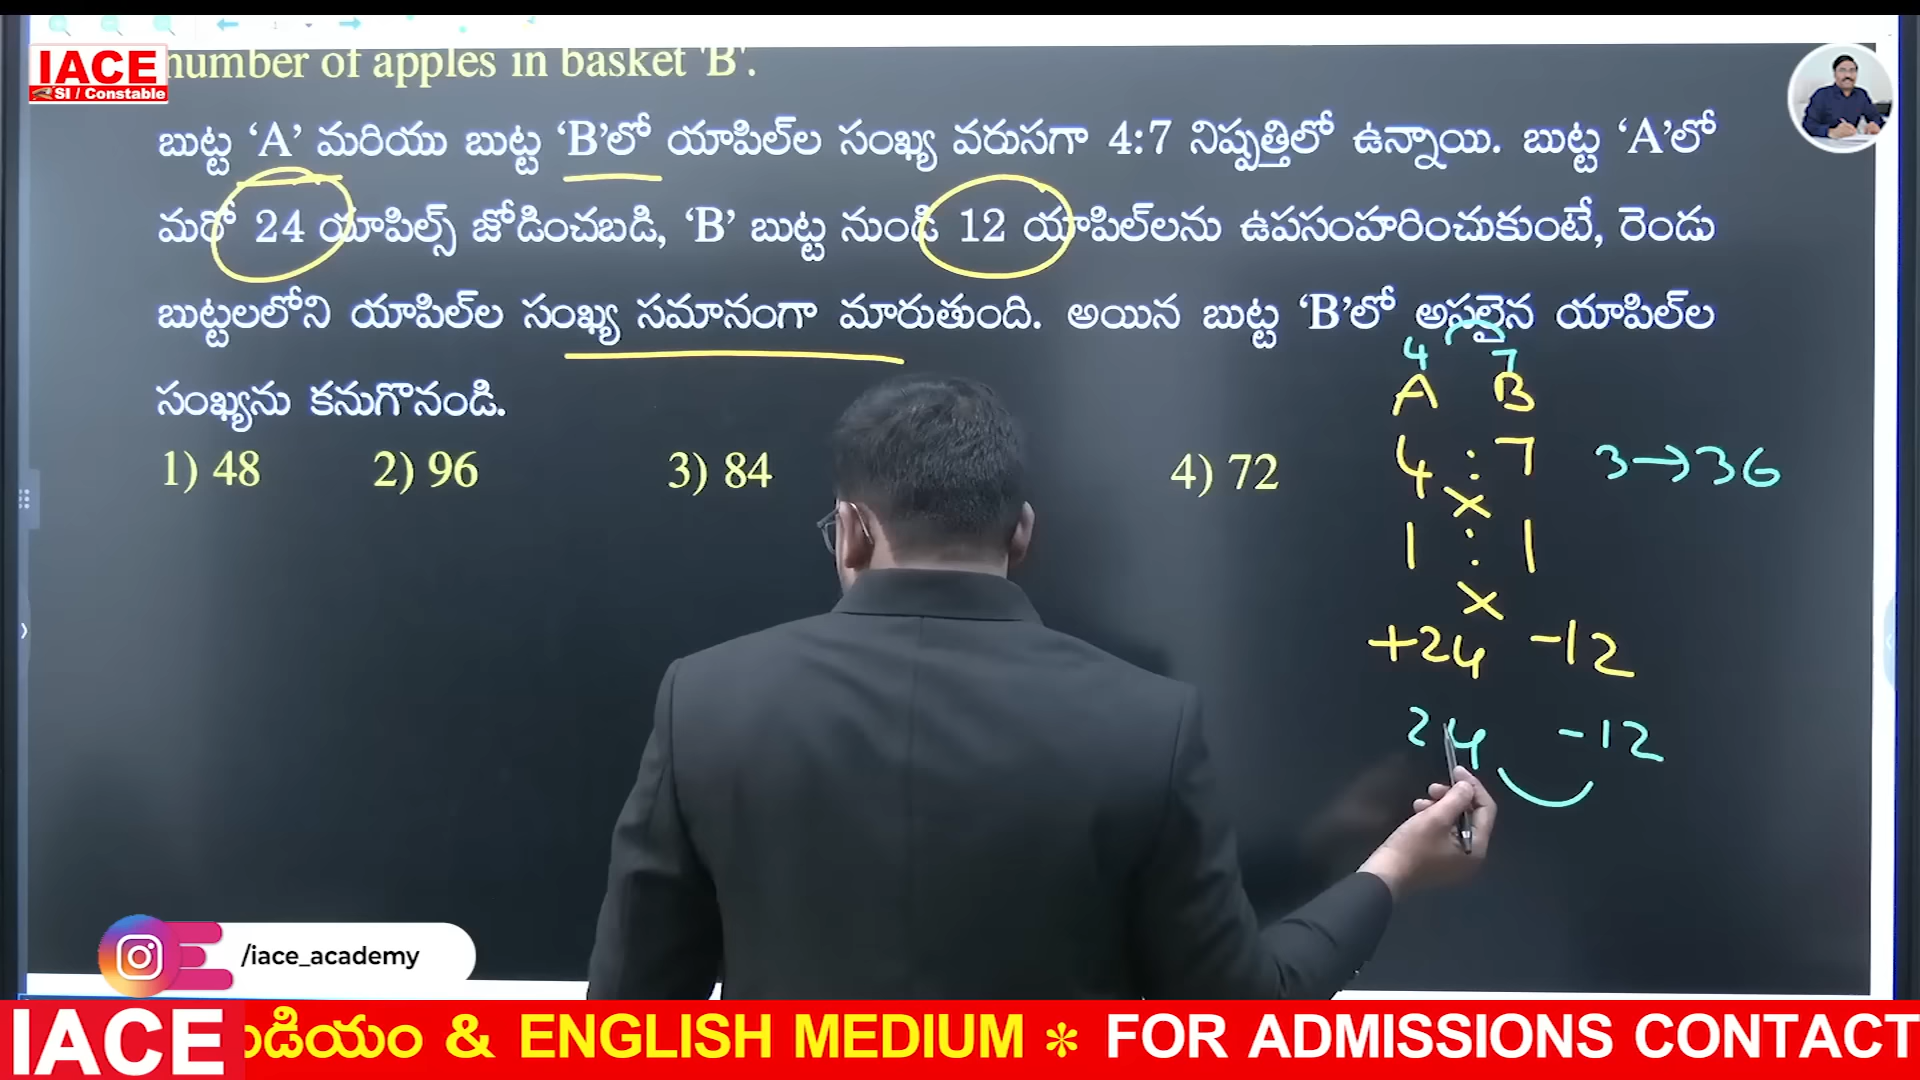 IACE
SI / Constable
number of apples in basket 'B'.
బుట్ట ‘A’ మరియు బుట్ట ‘B’లో యాపిల్‌ల సంఖ్య వరుసగా 4:7 నిష్పత్తిలో ఉన్నాయి. బుట్ట ‘A’లో
మరో 24 యాపిల్స్ జోడించబడి, ‘B’ బుట్ట నుండి 12 యాపిల్‌లను ఉపసంహరించుకుంటే, రెండు
బుట్టలలోని యాపిల్‌ల సంఖ్య సమానంగా మారుతుంది. అయిన బుట్ట ‘B’లో అసలైన యాపిల్‌ల
సంఖ్యను కనుగొనండి.
1) 48 2) 96 3) 84 4) 72
4 7
A B
4 : 7 3→36
×
1 : 1
×
+24 -12
24 -12
/iace_academy
IACE & ENGLISH MEDIUM * FOR ADMISSIONS CONTACT